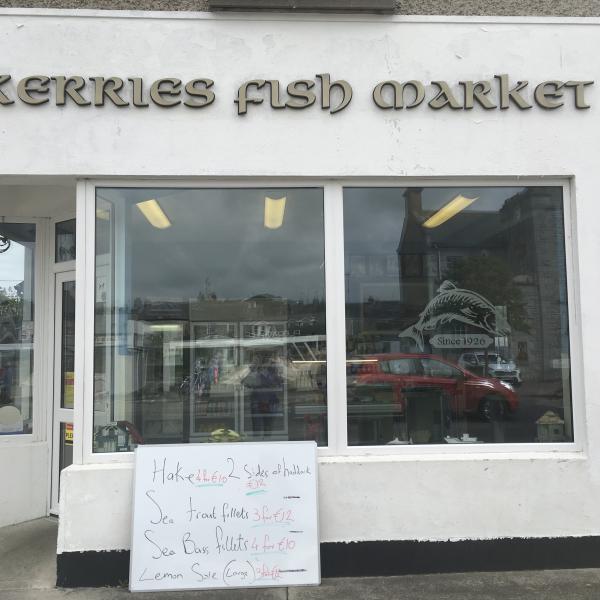 KERRIES FISH MARKET
Since 1926
Hake 4 for €10 2 Sides of haddock
€12
Sea trout fillets 3 for €12
Sea Bass fillets 4 for €10
Lemon Sole (Large)